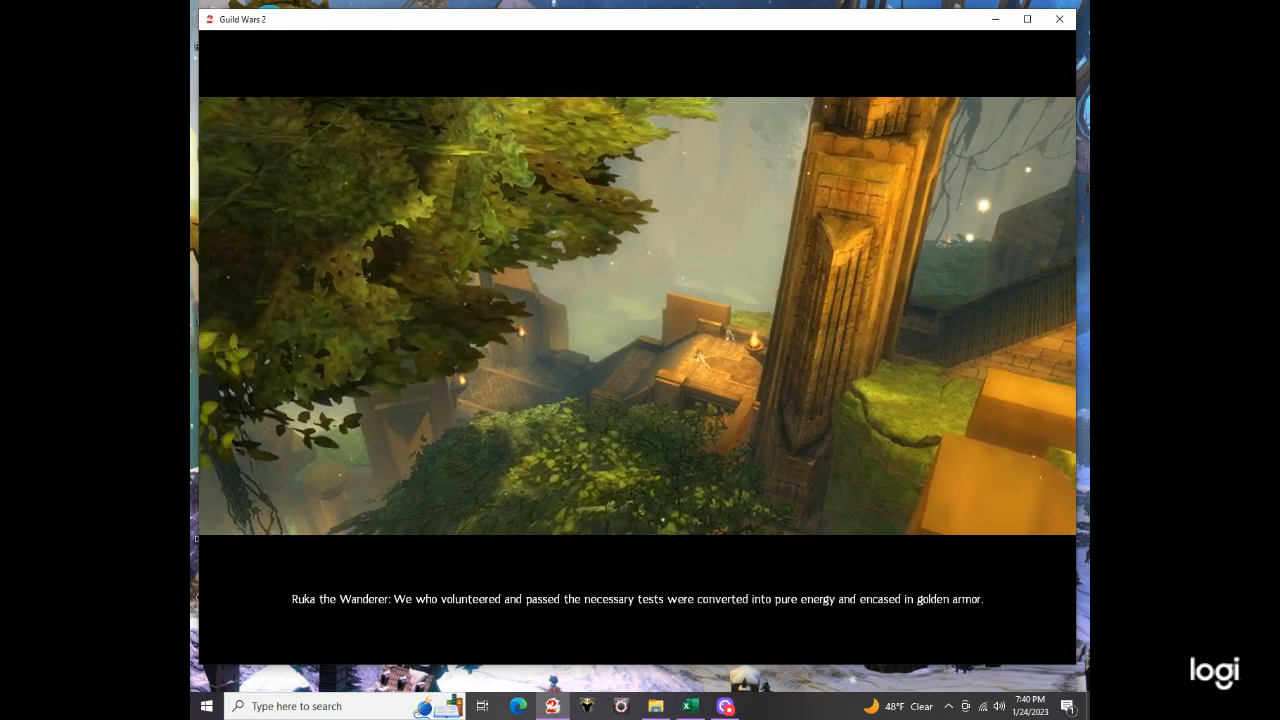 Guild Wars 2
Ruka the Wanderer: We who volunteered and passed the necessary tests were converted into pure energy and encased in golden armor.
logi
Type here to search
48°F Clear
7:40 PM
1/24/2023
1